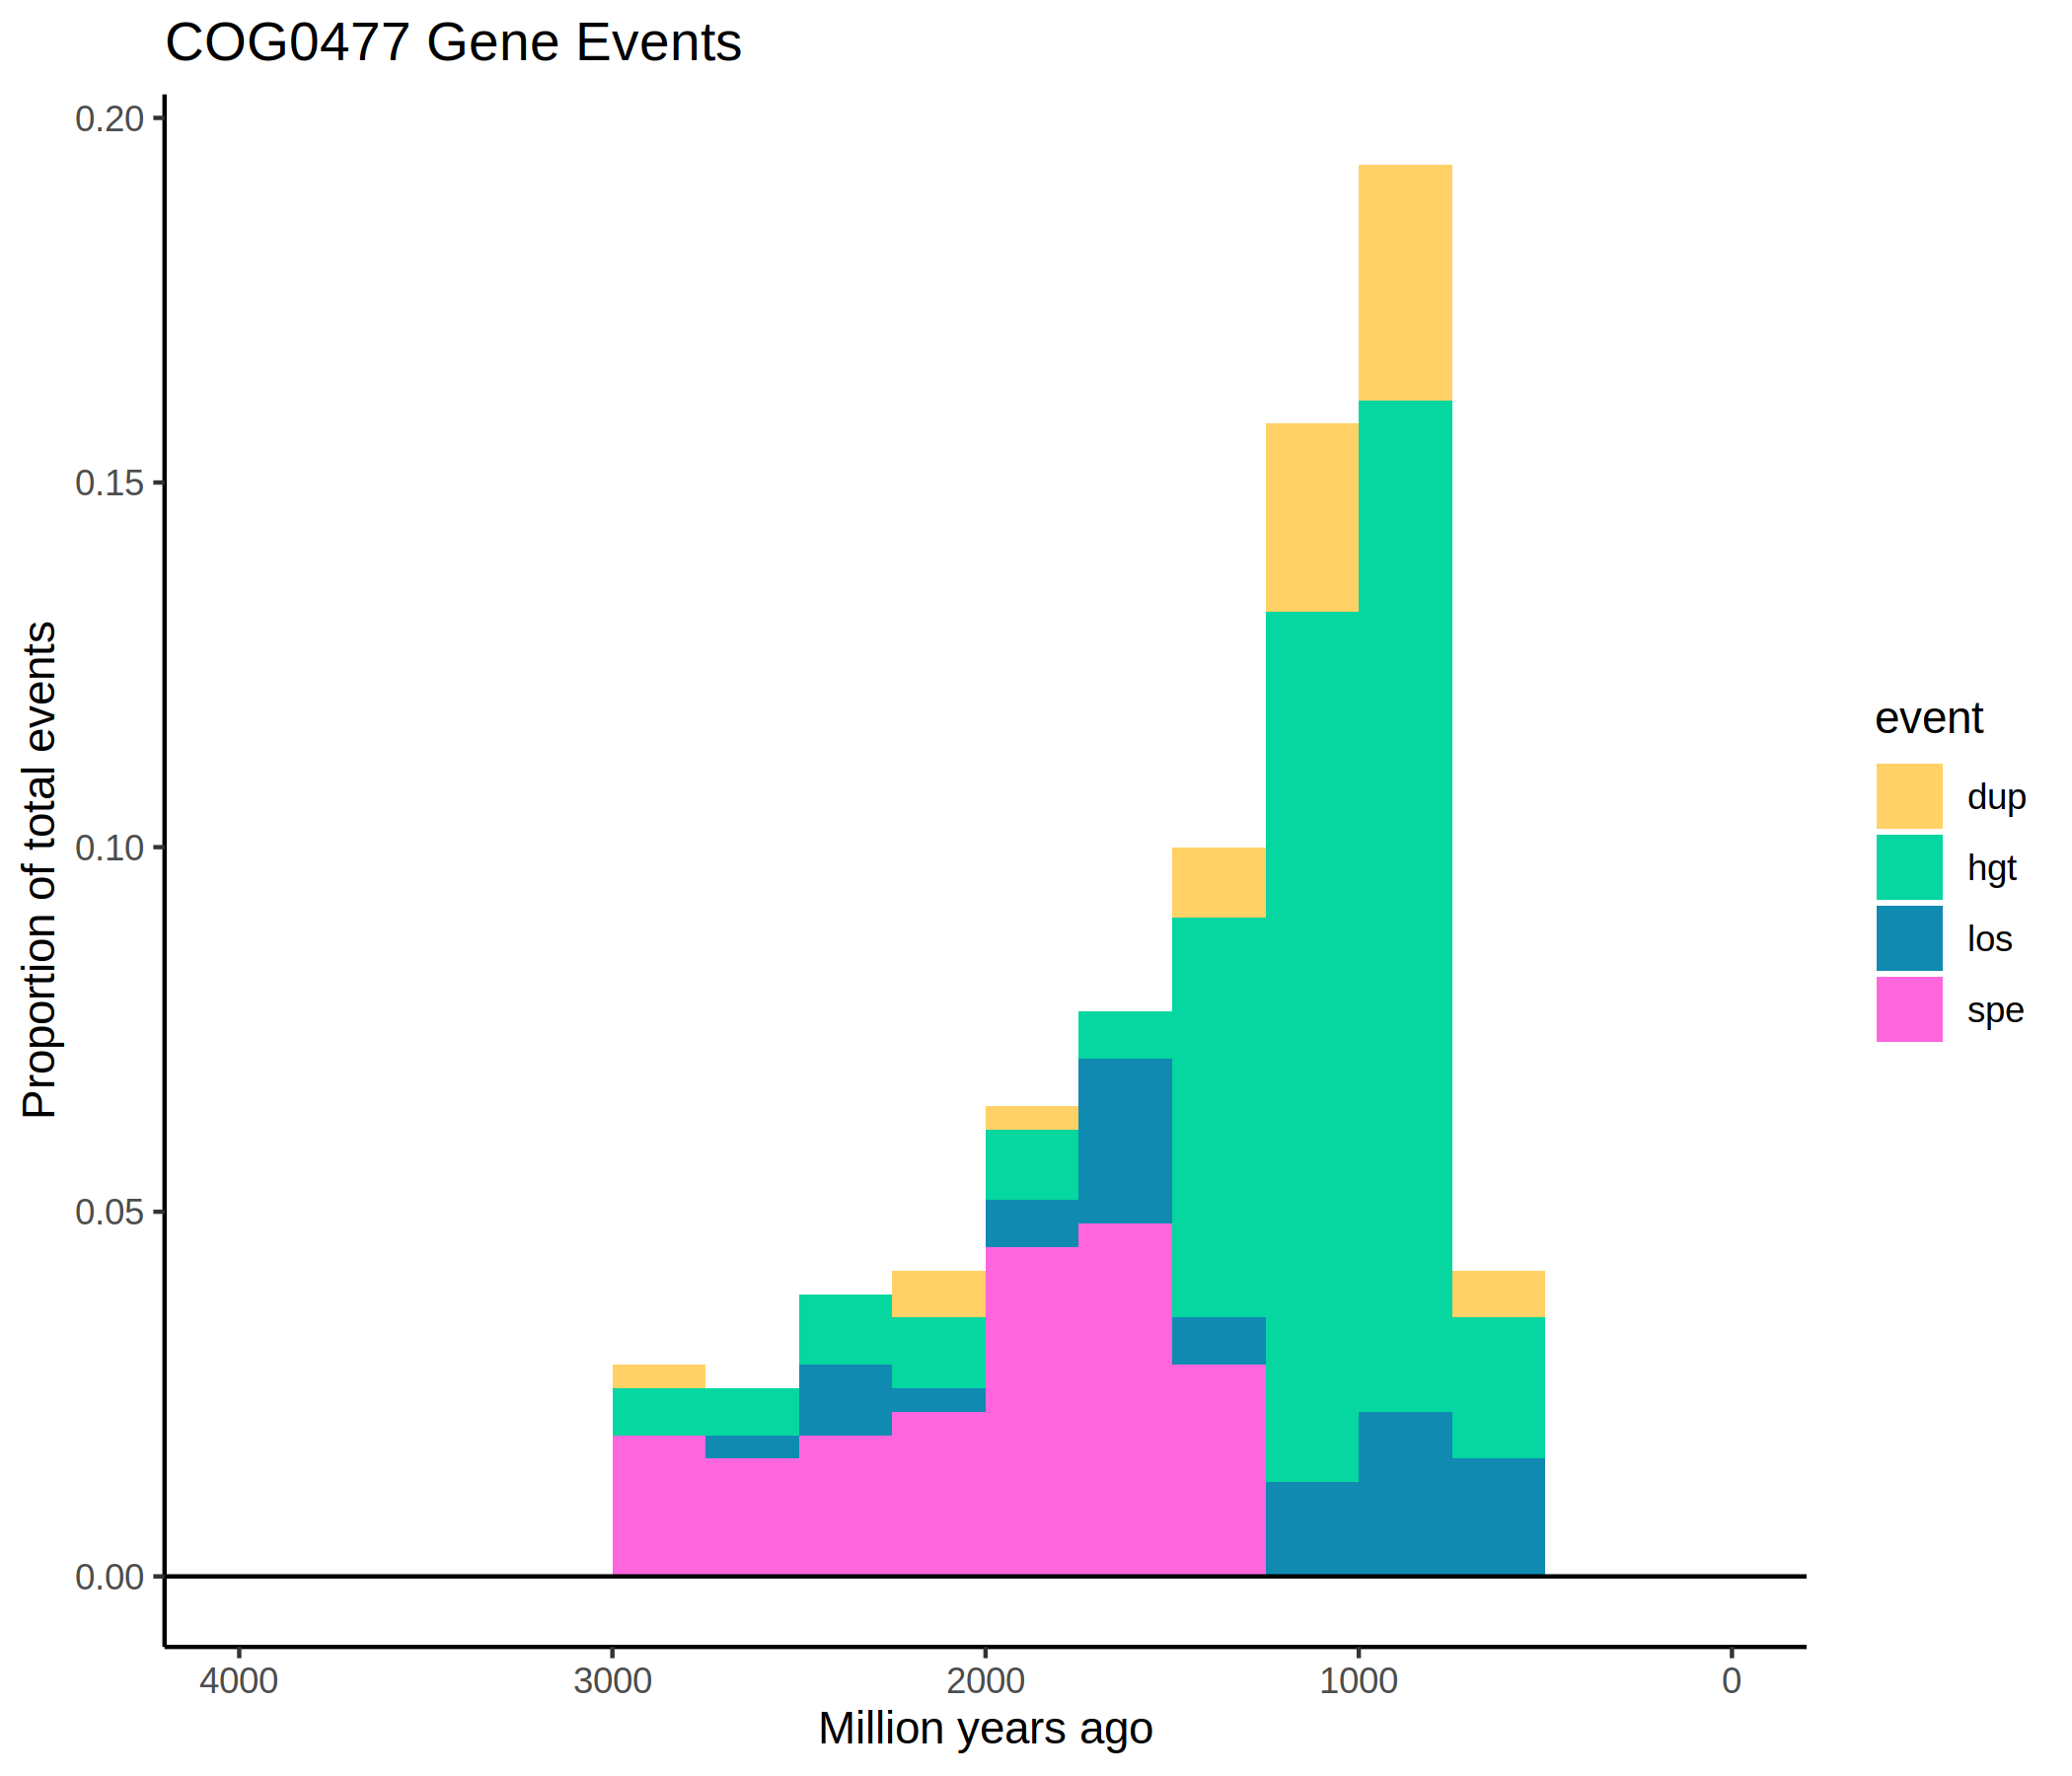 COG0477 Gene Events
Proportion of total events
0.20
0.15
0.10
0.05
0.00
4000 3000 2000 1000 0
Million years ago
event
dup
hgt
los
spe